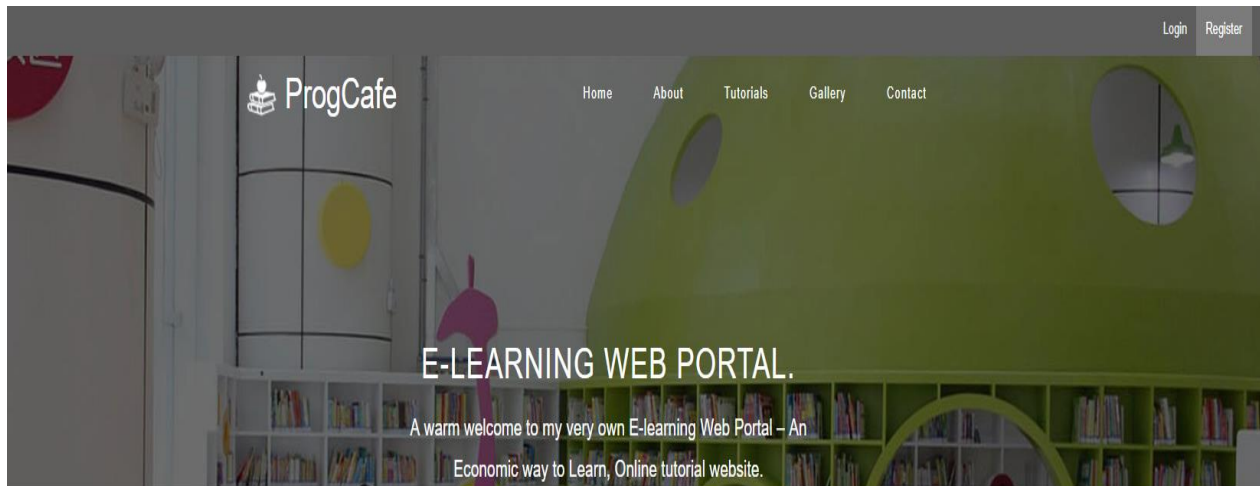 Login Register
ProgCafe
Home About Tutorials Gallery Contact
E-LEARNING WEB PORTAL.
A warm welcome to my very own E-learning Web Portal – An
Economic way to Learn, Online tutorial website.